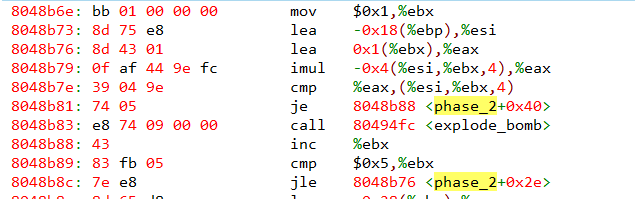 8048b6e: bb 01 00 00 00 mov $0x1,%ebx
8048b73: 8d 75 e8 lea -0x18(%ebp),%esi
8048b76: 8d 43 01 lea 0x1(%ebx),%eax
8048b79: 0f af 44 9e fc imul -0x4(%esi,%ebx,4),%eax
8048b7e: 39 04 9e cmp %eax,(%esi,%ebx,4)
8048b81: 74 05 je 8048b88 <phase_2+0x40>
8048b83: e8 74 09 00 00 call 80494fc <explode_bomb>
8048b88: 43 inc %ebx
8048b89: 83 fb 05 cmp $0x5,%ebx
8048b8c: 7e e8 jle 8048b76 <phase_2+0x2e>